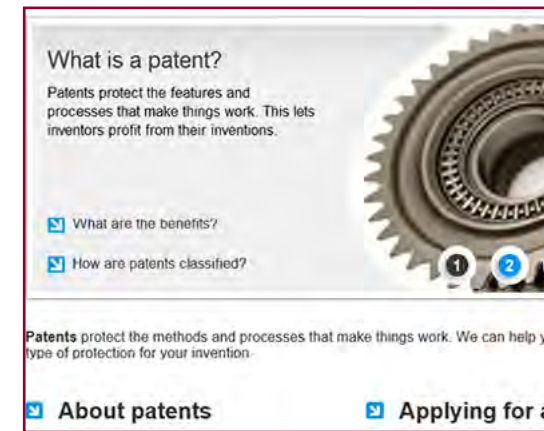 What is a patent?
Patents protect the features and
processes that make things work. This lets
inventors profit from their inventions.
What are the benefits?
How are patents classified?
1 2
Patents protect the methods and processes that make things work. We can help y
type of protection for your invention
About patents
Applying for a